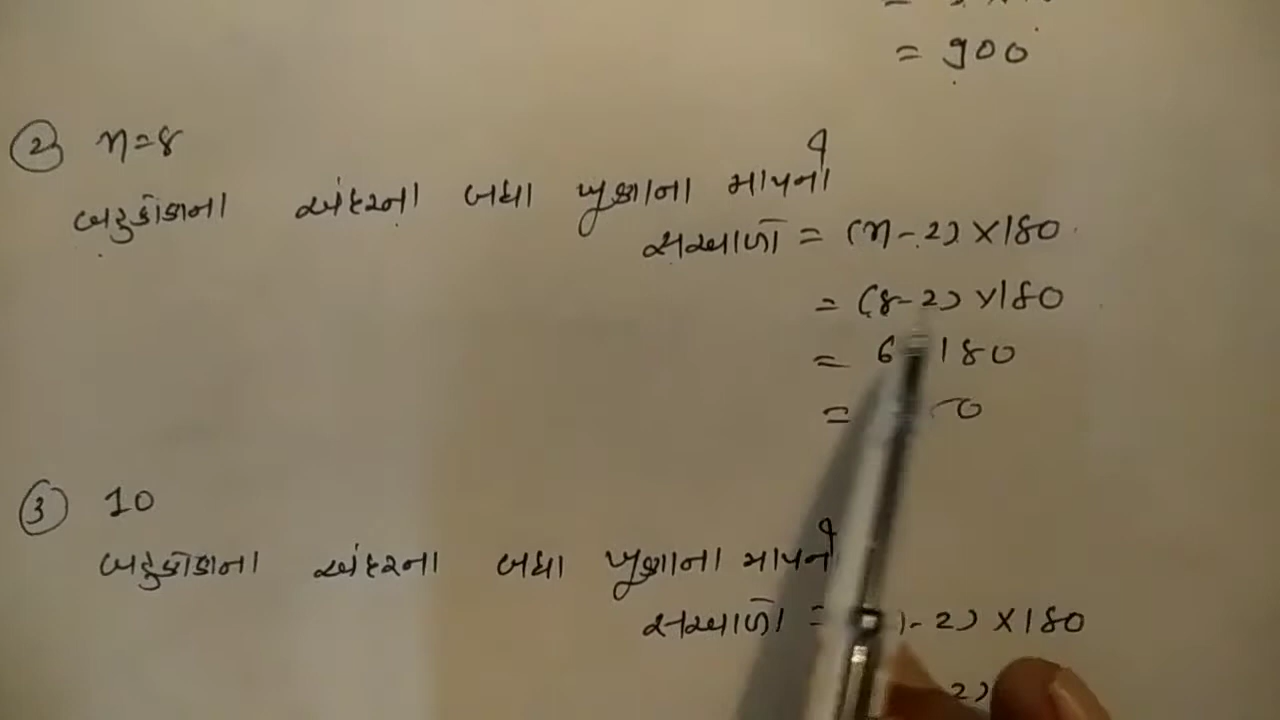 = 900
② n=8
બહુકોણના અંદરના બધા ખૂણાના માપનો
સરવાળો = (n-2) ×180
= (8-2) ×180
= 6 180
=
③ 10
બહુકોણના અંદરના બધા ખૂણાના માપનો
સરવાળો = -2) ×180
2)